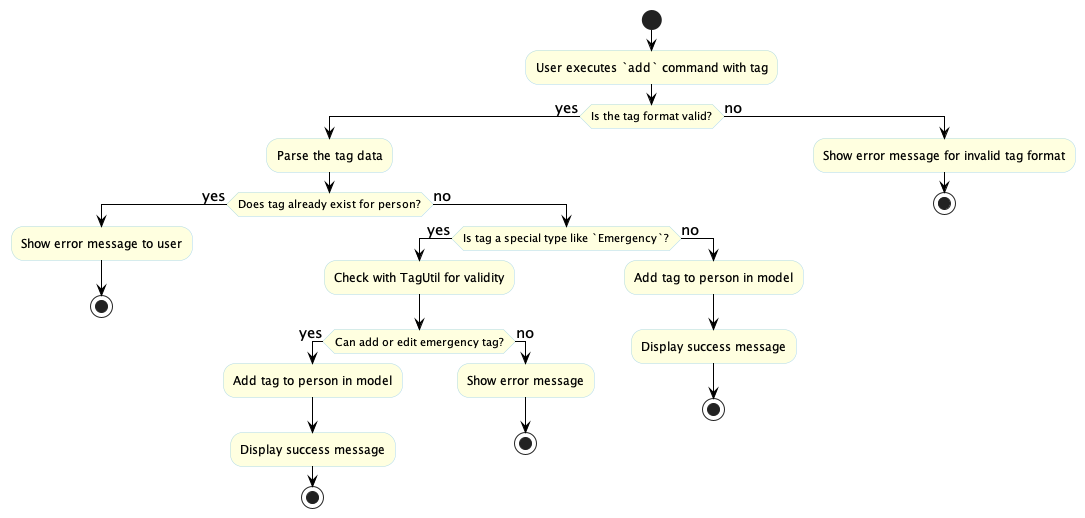 User executes `add` command with tag
yes
Is the tag format valid?
no
Parse the tag data
Show error message for invalid tag format
yes
Does tag already exist for person?
no
Show error message to user
yes
Is tag a special type like `Emergency`?
no
Check with TagUtil for validity
Add tag to person in model
yes
Can add or edit emergency tag?
no
Display success message
Add tag to person in model
Show error message
Display success message